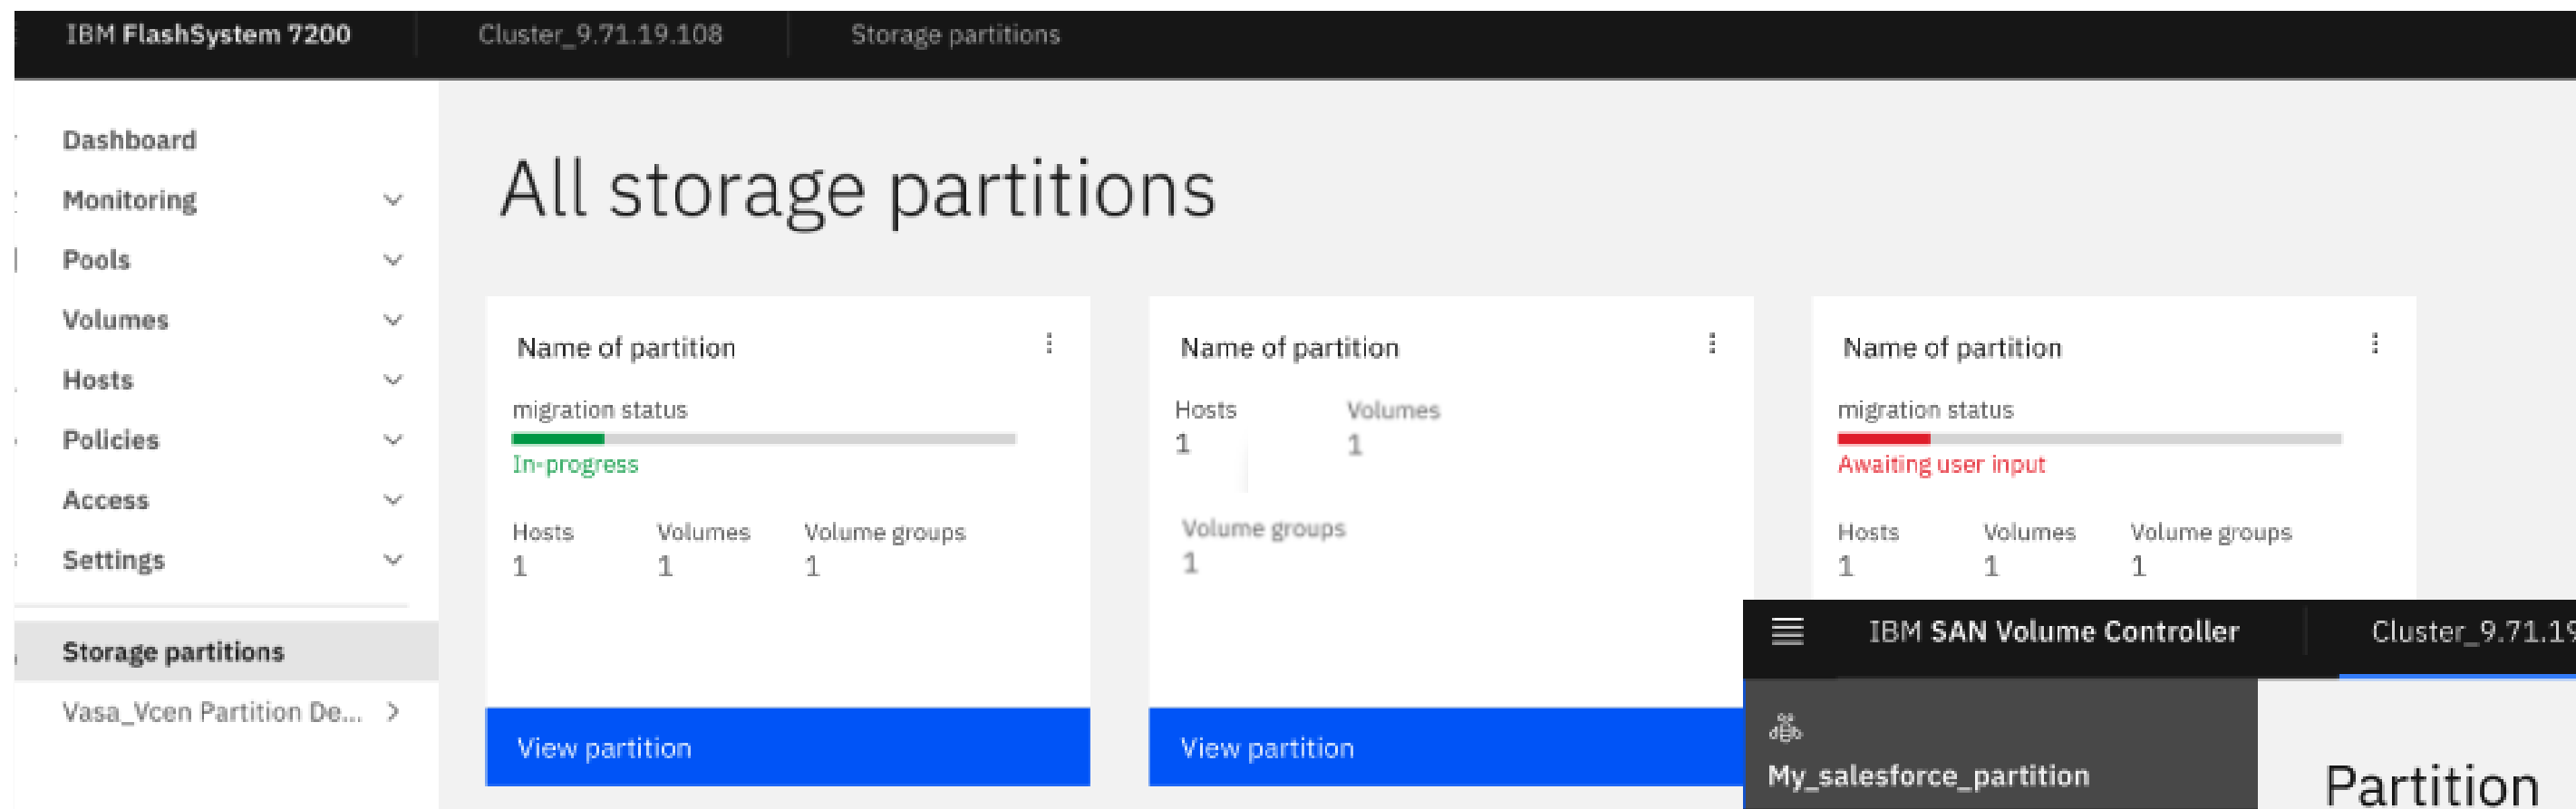 IBM FlashSystem 7200 Cluster_9.71.19.108 Storage partitions
Dashboard
Monitoring
Pools
Volumes
Hosts
Policies
Access
Settings
Storage partitions
Vasa_Vcen Partition De...
All storage partitions
Name of partition
migration status
In-progress
Hosts Volumes Volume groups
1 1 1
View partition
Name of partition
Hosts Volumes
1 1
Volume groups
1
View partition
Name of partition
migration status
Awaiting user input
Hosts Volumes Volume groups
1 1 1
IBM SAN Volume Controller Cluster_9.71.19
My_salesforce_partition
Partition